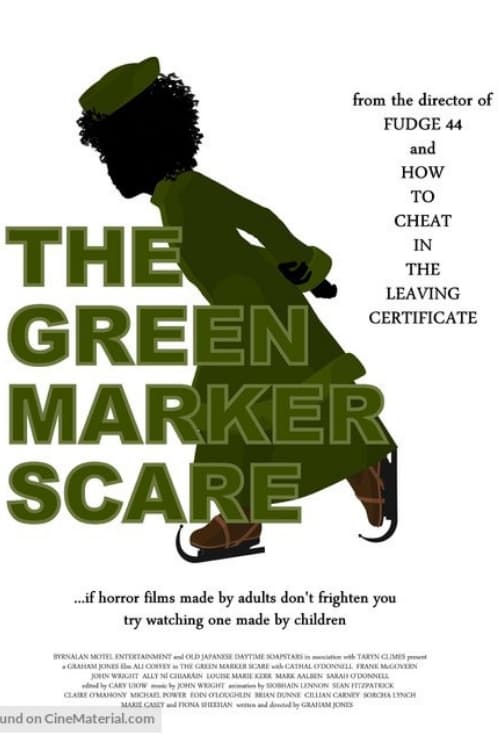 from the director of
FUDGE 44
and
HOW
TO
CHEAT
IN
THE
LEAVING
CERTIFICATE
THE
GREEN
MARKER
SCARE
...if horror films made by adults don't frighten you
try watching one made by children
BYRNALAN MOTEL ENTERTAINMENT and OLD JAPANESE DAYTIME SOAPSTARS in association with TARYN CLIMES present
a GRAHAM JONES film ALI COFFEY in THE GREEN MARKER SCARE with CATHAL O'DONNELL FRANK McGOVERN
JOHN WRIGHT ALLY NÍ CHIARÁIN LOUISE MARIE KERR MARK AALBEN SARAH O'DONNELL
edited by CARY UHOW music by JOHN WRIGHT animation by SIOBHAIN LENNON SEAN FITZPATRICK
CLAIRE O'MAHONY MICHAEL POWER EOIN O'LOUGHLIN BRIAN DUNNE CILLIAN CARNEY SORCHA LYNCH
MARIE CASEY and FIONA SHEEHAN written and directed by GRAHAM JONES
und on CineMaterial.com